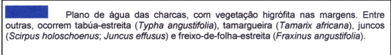 Plano de água das charcas, com vegetação higrófita nas margens. Entre
outras, ocorrem tabúa-estreita (Typha angustifolia), tamargueira (Tamarix africana), juncos
(Scirpus holoschoenus; Juncus effusus) e freixo-de-folha-estreita (Fraxinus angustifolia).